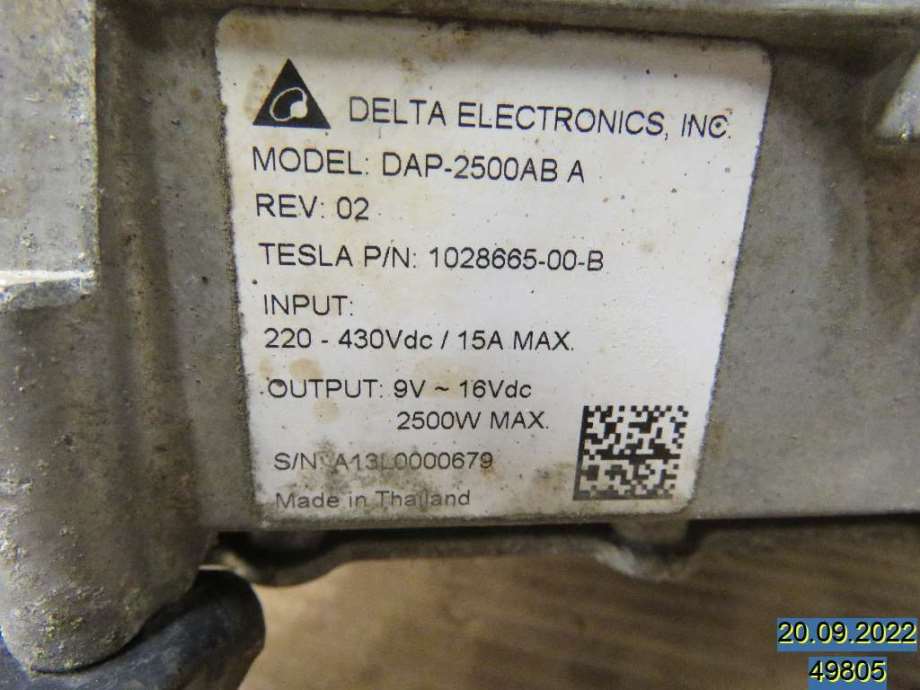 DELTA ELECTRONICS, INC.
MODEL: DAP-2500AB A
REV: 02
TESLA P/N: 1028665-00-B
INPUT:
220 - 430Vdc / 15A MAX.
OUTPUT: 9V ~ 16Vdc
2500W MAX.
S/N: A13L0000679
Made in Thailand
20.09.2022
49805